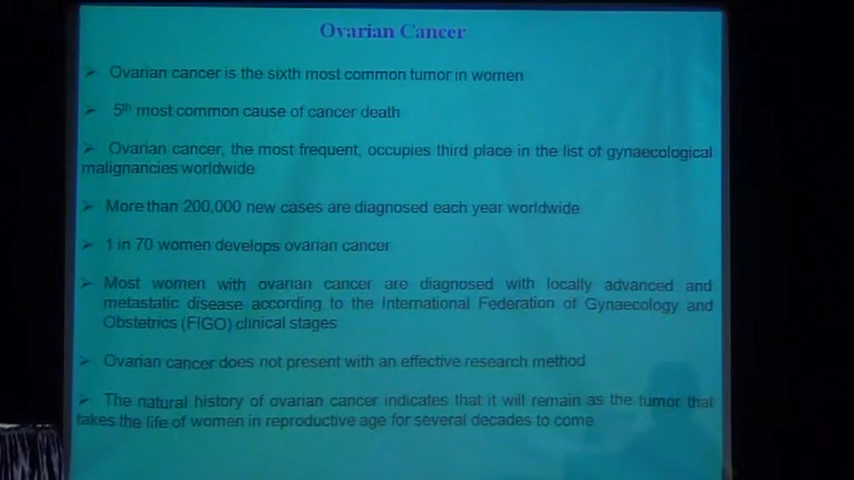 Ovarian Cancer
➢ Ovarian cancer is the sixth most common tumor in women
➢ 5th most common cause of cancer death
➢ Ovarian cancer, the most frequent, occupies third place in the list of gynaecological
malignancies worldwide
➢ More than 200,000 new cases are diagnosed each year worldwide
➢ 1 in 70 women develops ovarian cancer
➢ Most women with ovarian cancer are diagnosed with locally advanced and
metastatic disease according to the International Federation of Gynaecology and
Obstetrics (FIGO) clinical stages
➢ Ovarian cancer does not present with an effective research method
➢ The natural history of ovarian cancer indicates that it will remain as the tumor that
takes the life of women in reproductive age for several decades to come